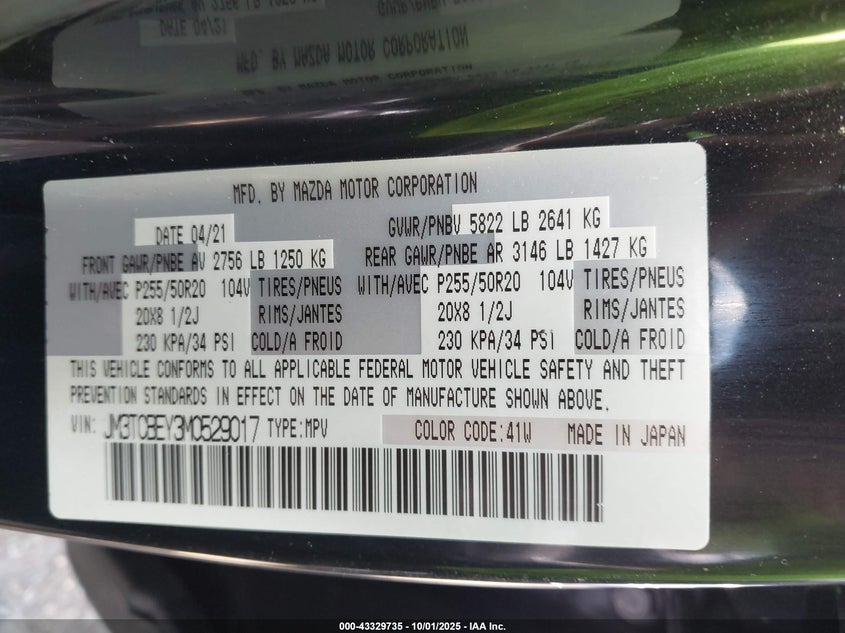 MFD. BY MAZDA MOTOR CORPORATION
DATE 04/21
GVWR/PNBV 5822 LB 2641 KG
FRONT GAWR/PNBE AV 2756 LB 1250 KG
REAR GAWR/PNBE AR 3146 LB 1427 KG
WITH/AVEC P255/50R20 104V TIRES/PNEUS WITH/AVEC P255/50R20 104V TIRES/PNEUS
20X8 1/2J RIMS/JANTES 20X8 1/2J RIMS/JANTES
230 KPA/34 PSI COLD/A FROID 230 KPA/34 PSI COLD/A FROID
THIS VEHICLE CONFORMS TO ALL APPLICABLE FEDERAL MOTOR VEHICLE SAFETY AND THEFT
PREVENTION STANDARDS IN EFFECT ON THE DATE OF MANUFACTURE SHOWN ABOVE.
VIN: JM3TCBEY3M0529017 TYPE:MPV COLOR CODE:41W MADE IN JAPAN
000-43329735 - 10/01/2025 - IAA Inc.